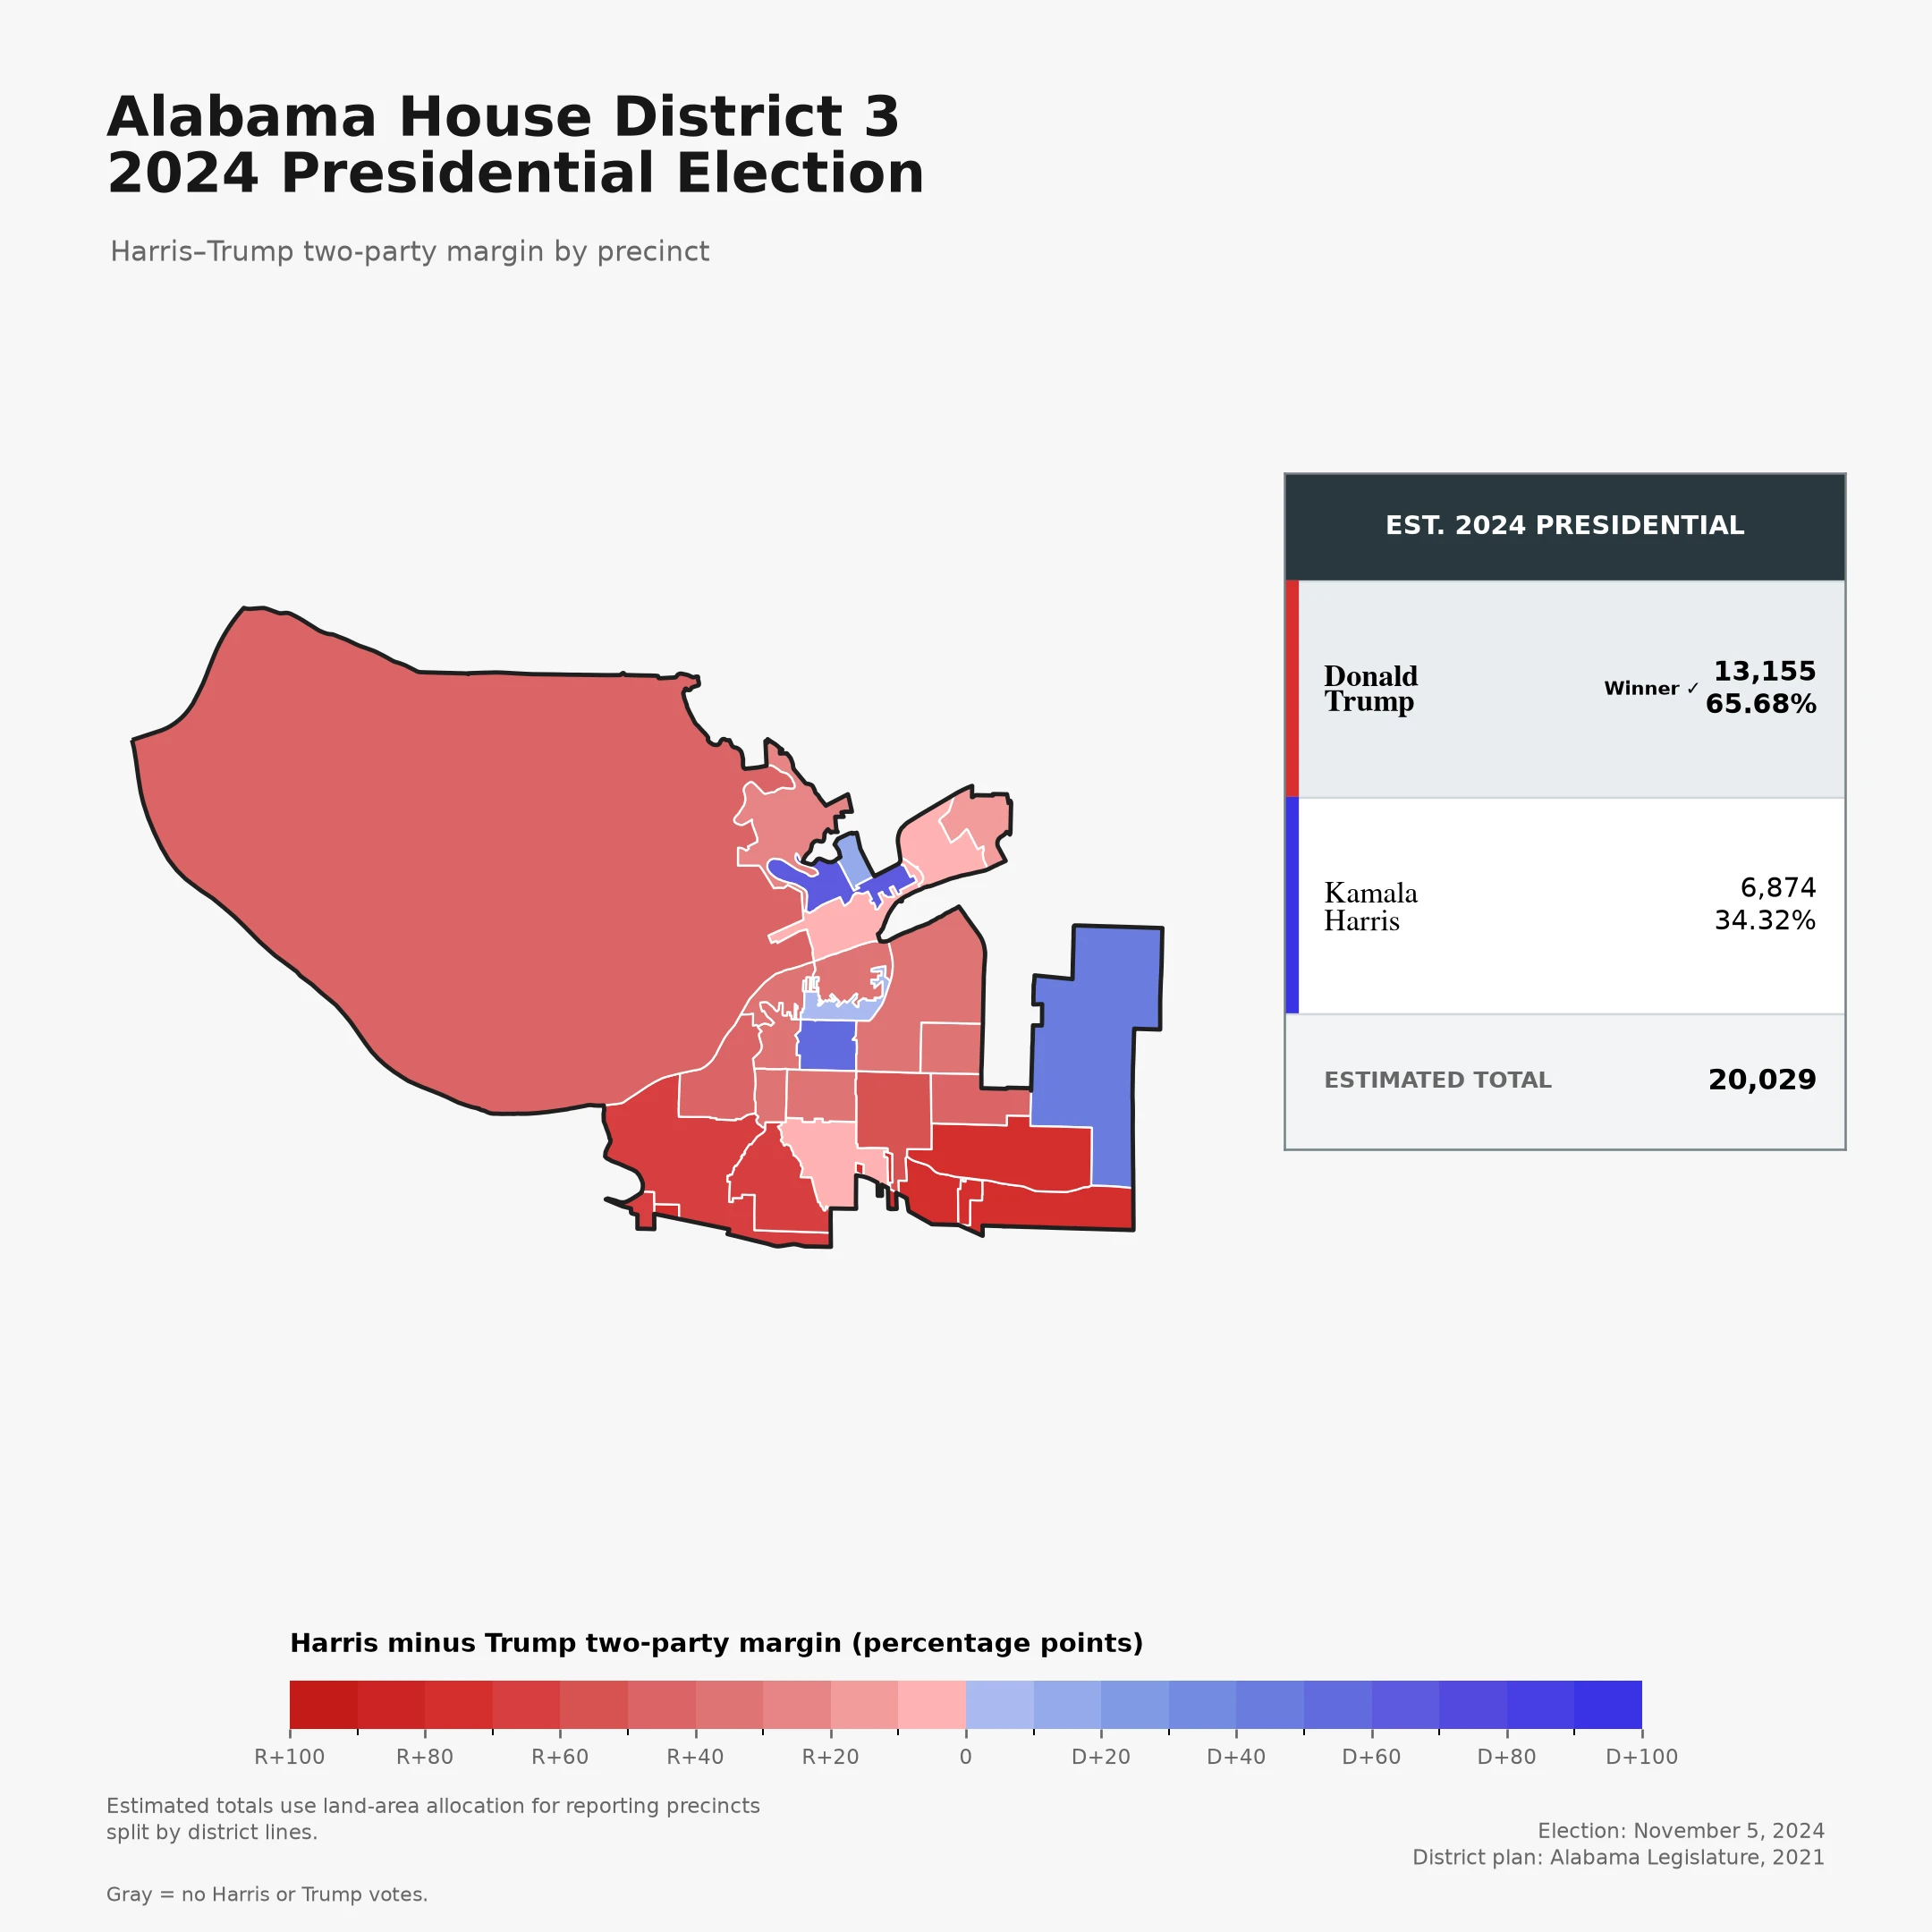 Alabama House District 3
2024 Presidential Election
Harris–Trump two-party margin by precinct
EST. 2024 PRESIDENTIAL
Donald
Trump
Winner ✓
13,155
65.68%
Kamala
Harris
6,874
34.32%
ESTIMATED TOTAL
20,029
Harris minus Trump two-party margin (percentage points)
R+100 R+80 R+60 R+40 R+20 0 D+20 D+40 D+60 D+80 D+100
Estimated totals use land-area allocation for reporting precincts
split by district lines.
Gray = no Harris or Trump votes.
Election: November 5, 2024
District plan: Alabama Legislature, 2021